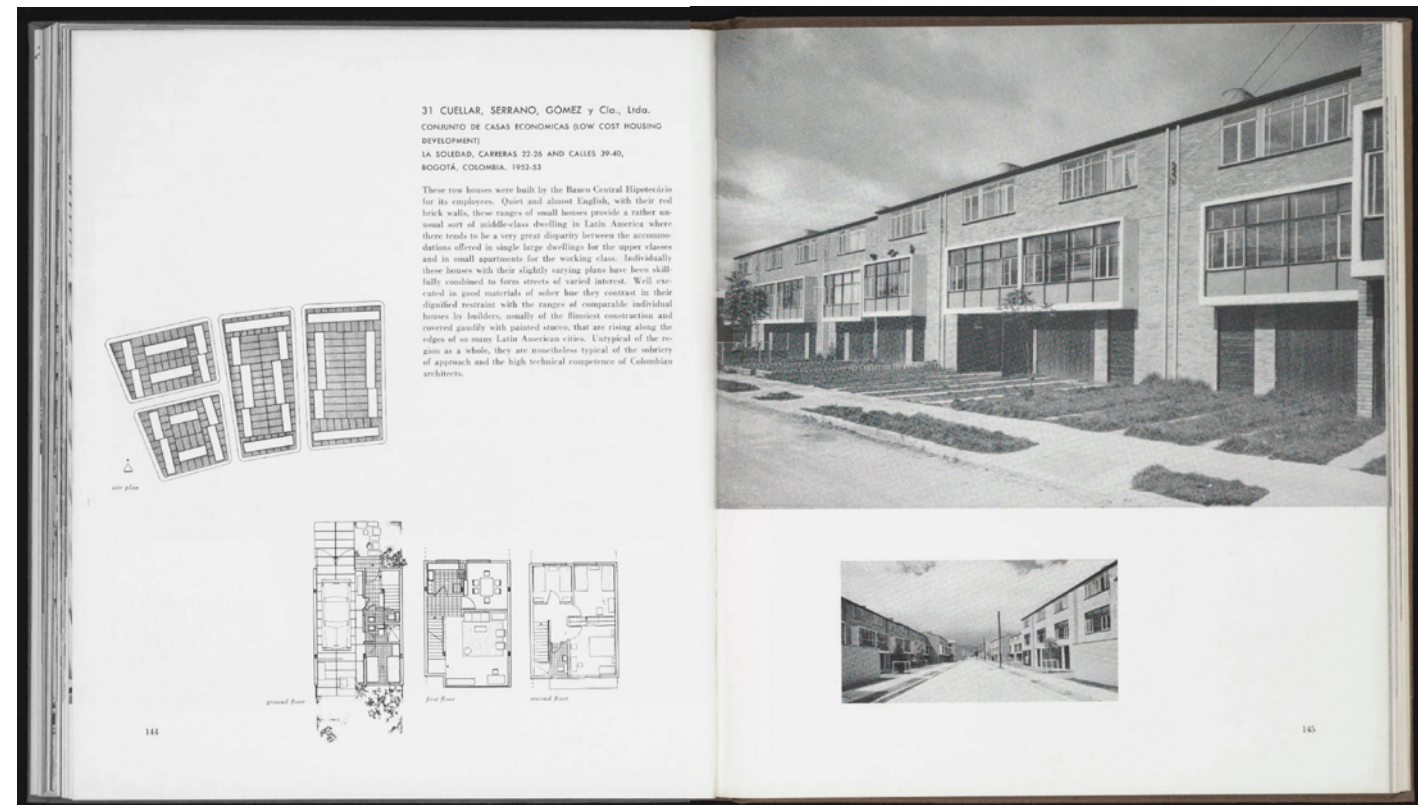 31 CUELLAR, SERRANO, GÓMEZ y Cia., Ltda.
CONJUNTO DE CASAS ECONOMICAS (LOW COST HOUSING
DEVELOPMENT)
LA SOLEDAD, CARRERAS 22-26 AND CALLES 39-40,
BOGOTÁ, COLOMBIA. 1952-53
These row houses were built by the Banco Central Hipotecário
for its employees. Quiet and almost English, with their red
brick walls, these ranges of small houses provide a rather un-
usual sort of middle-class dwelling in Latin America where
there tends to be a very great disparity between the accommo-
dations offered in single large dwellings for the upper classes
and in small apartments for the working class. Individually
these houses with their slightly varying plans have been skill-
fully combined to form streets of varied interest. Well exe-
cuted in good materials of sober hue they contrast in their
dignified restraint with the ranges of comparable individual
houses by builders, usually of the flimsiest construction and
covered gaudily with painted stucco, that are rising along the
edges of so many Latin American cities. Untypical of the re-
gion as a whole, they are nonetheless typical of the sobriety
of approach and the high technical competence of Colombian
architects.
site plan
ground floor
first floor
second floor
144
145